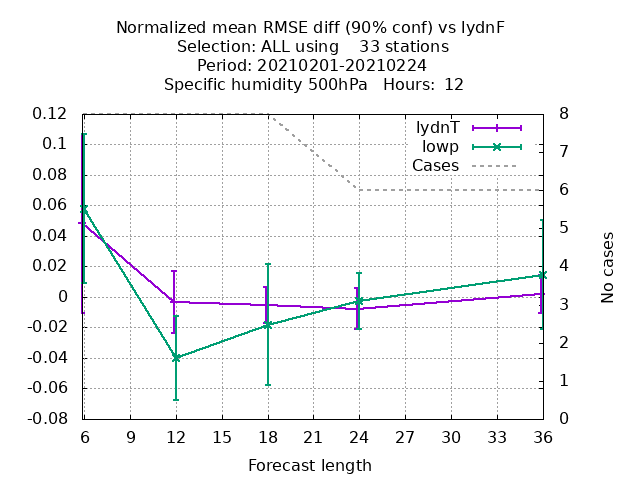 Normalized mean RMSE diff (90% conf) vs IydnF
Selection: ALL using    33 stations
Period: 20210201-20210224
Specific humidity 500hPa   Hours:  12
IydnT
Iowp
Cases
0.12
0.1
0.08
0.06
0.04
0.02
0
-0.02
-0.04
-0.06
-0.08
8
7
6
5
4
3
2
1
0
No cases
6 9 12 15 18 21 24 27 30 33 36
Forecast length